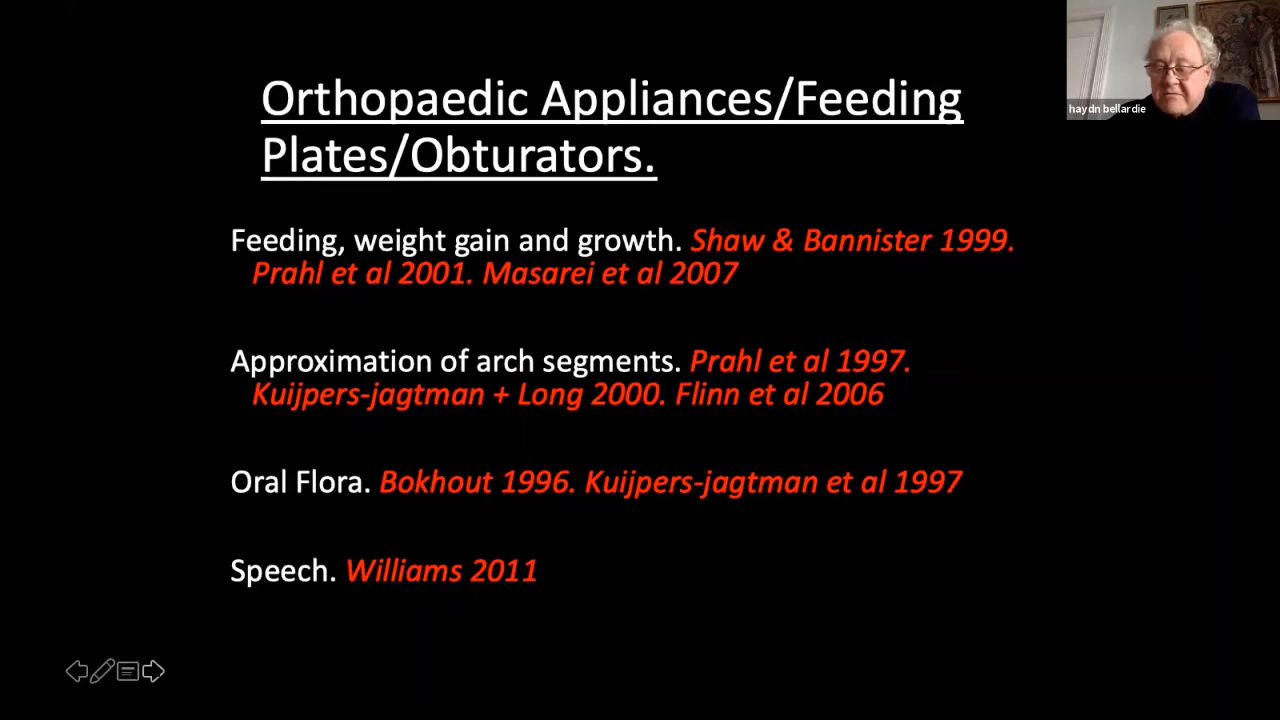 Orthopaedic Appliances/Feeding
Plates/Obturators.
haydn bellardie
Feeding, weight gain and growth. Shaw & Bannister 1999.
Prahl et al 2001. Masarei et al 2007
Approximation of arch segments. Prahl et al 1997.
Kuijpers-jagtman + Long 2000. Flinn et al 2006
Oral Flora. Bokhout 1996. Kuijpers-jagtman et al 1997
Speech. Williams 2011